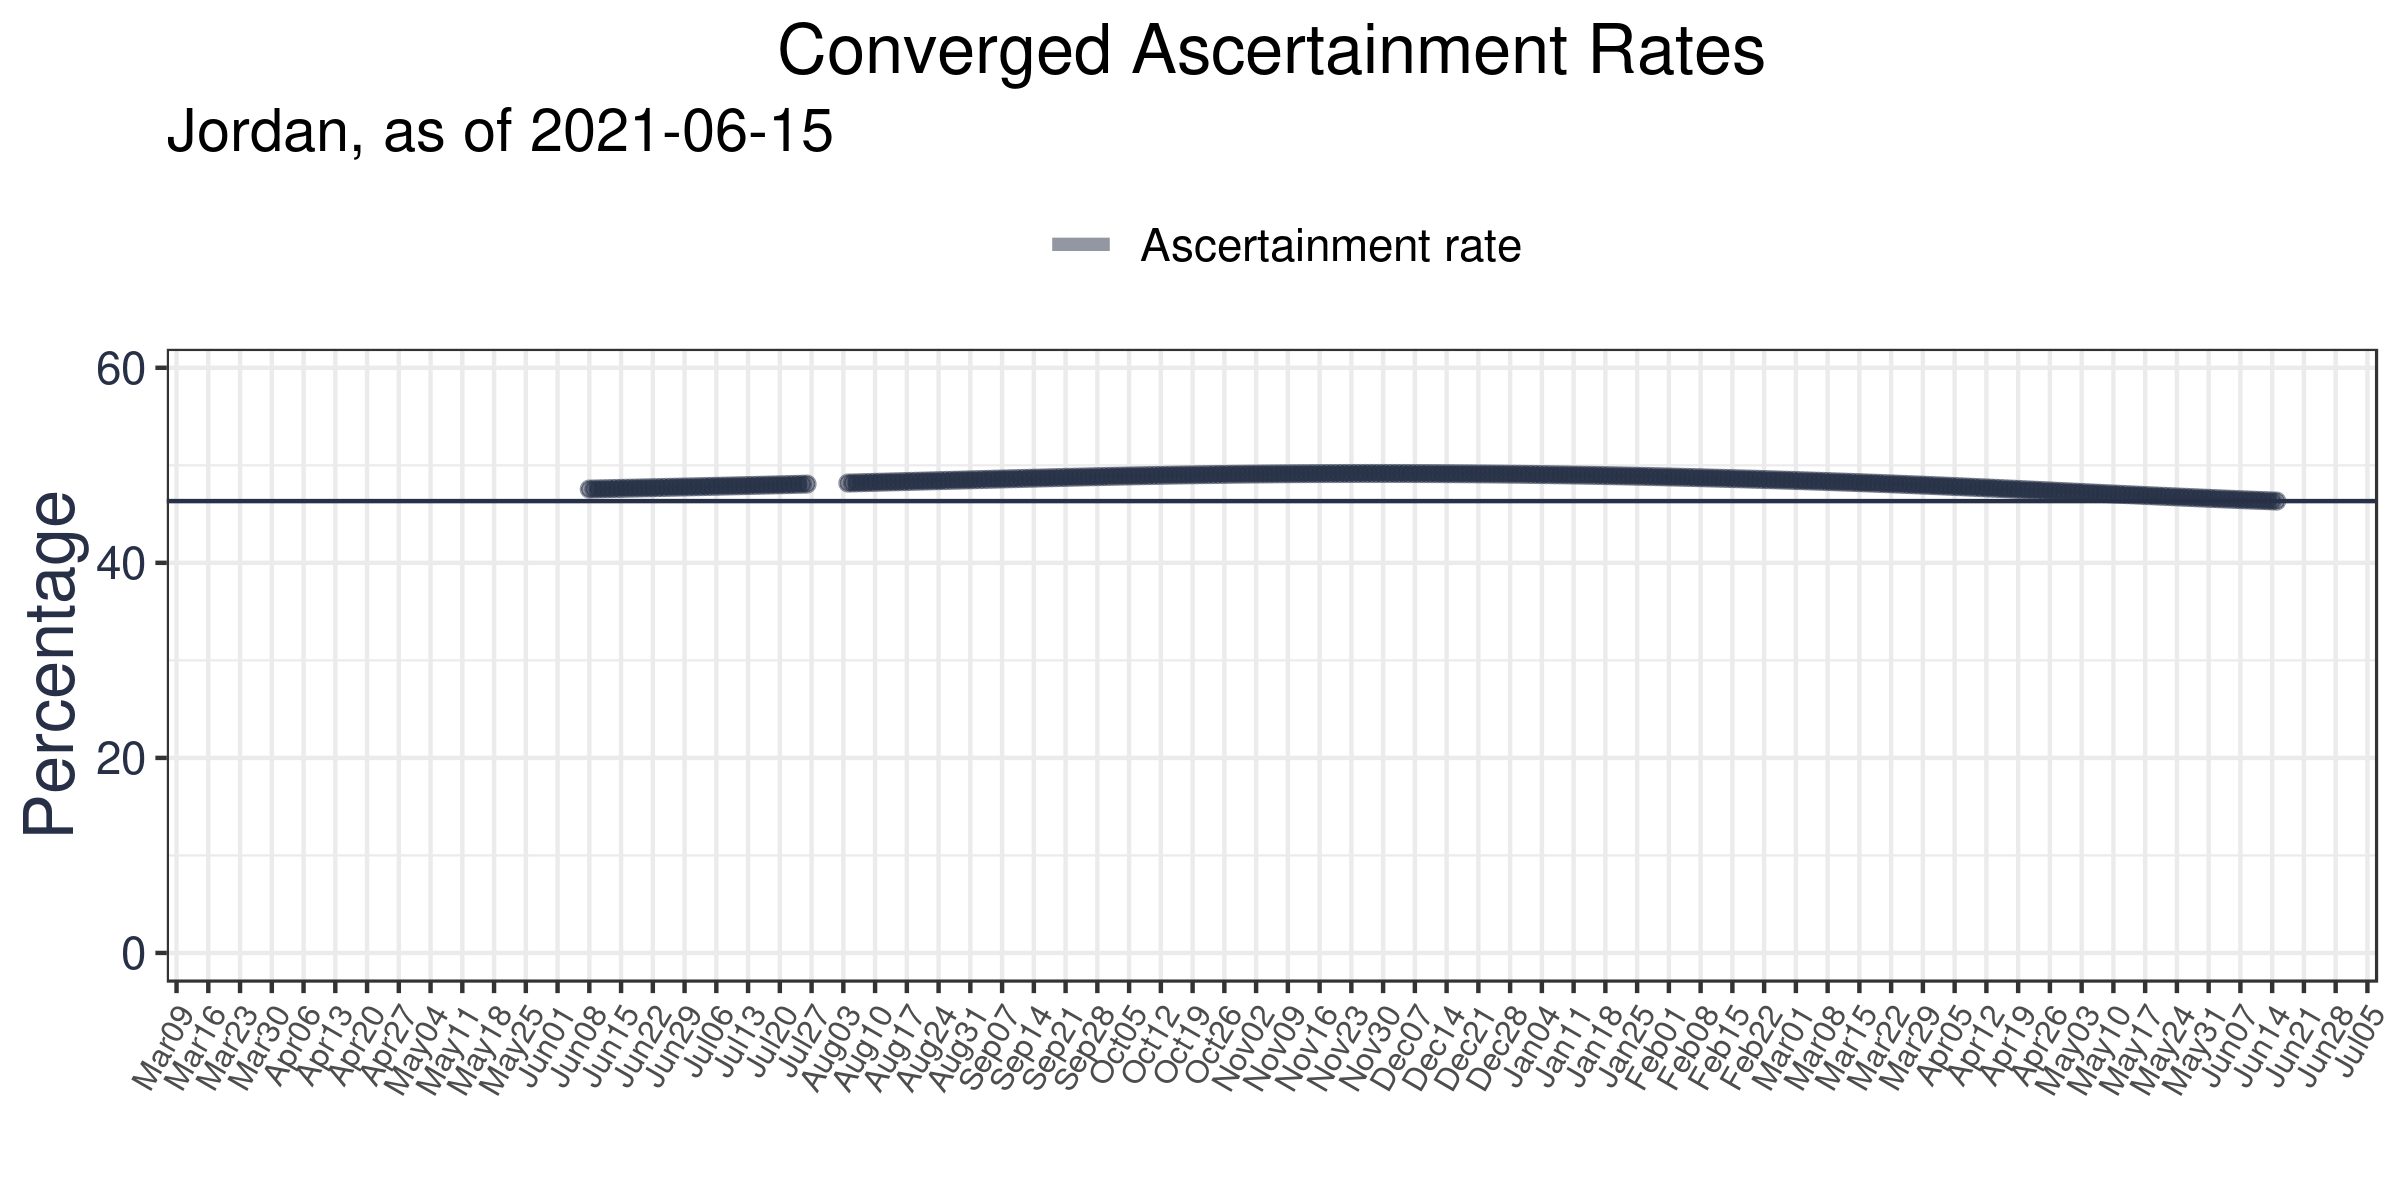 Converged Ascertainment Rates
Jordan, as of 2021-06-15
Ascertainment rate
Percentage
60
40
20
0
Mar09
Mar16
Mar23
Mar30
Apr06
Apr13
Apr20
Apr27
May04
May11
May18
May25
Jun01
Jun08
Jun15
Jun22
Jun29
Jul06
Jul13
Jul20
Jul27
Aug03
Aug10
Aug17
Aug24
Aug31
Sep07
Sep14
Sep21
Sep28
Oct05
Oct12
Oct19
Oct26
Nov02
Nov09
Nov16
Nov23
Nov30
Dec07
Dec14
Dec21
Dec28
Jan04
Jan11
Jan18
Jan25
Feb01
Feb08
Feb15
Feb22
Mar01
Mar08
Mar15
Mar22
Mar29
Apr05
Apr12
Apr19
Apr26
May03
May10
May17
May24
May31
Jun07
Jun14
Jun21
Jun28
Jul05